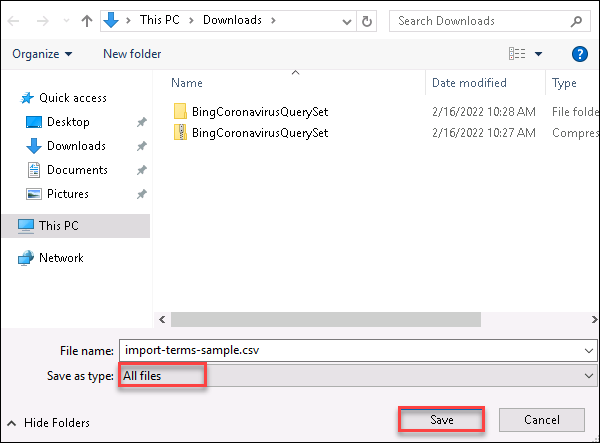 This PC > Downloads >
Search Downloads
Organize
New folder
Name
Date modified
Type
Quick access
Desktop
Downloads
Documents
Pictures
This PC
Network
BingCoronavirusQuerySet 2/16/2022 10:28 AM File folde
BingCoronavirusQuerySet 2/16/2022 10:27 AM Compres
File name: import-terms-sample.csv
Save as type: All files
Hide Folders
Save
Cancel